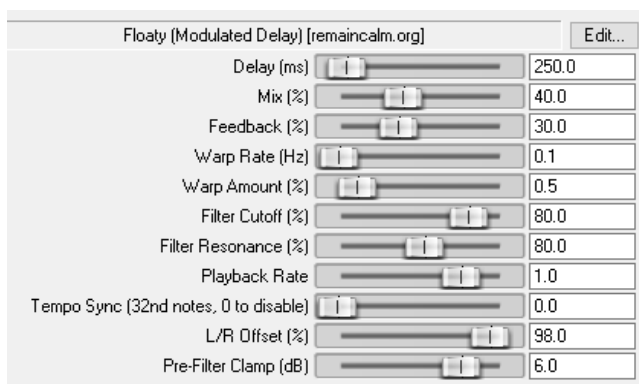 Floaty (Modulated Delay) [remaincalm.org] Edit...
Delay (ms) 250.0
Mix (%) 40.0
Feedback (%) 30.0
Warp Rate (Hz) 0.1
Warp Amount (%) 0.5
Filter Cutoff (%) 80.0
Filter Resonance (%) 80.0
Playback Rate 1.0
Tempo Sync (32nd notes, 0 to disable) 0.0
L/R Offset (%) 98.0
Pre-Filter Clamp (dB) 6.0